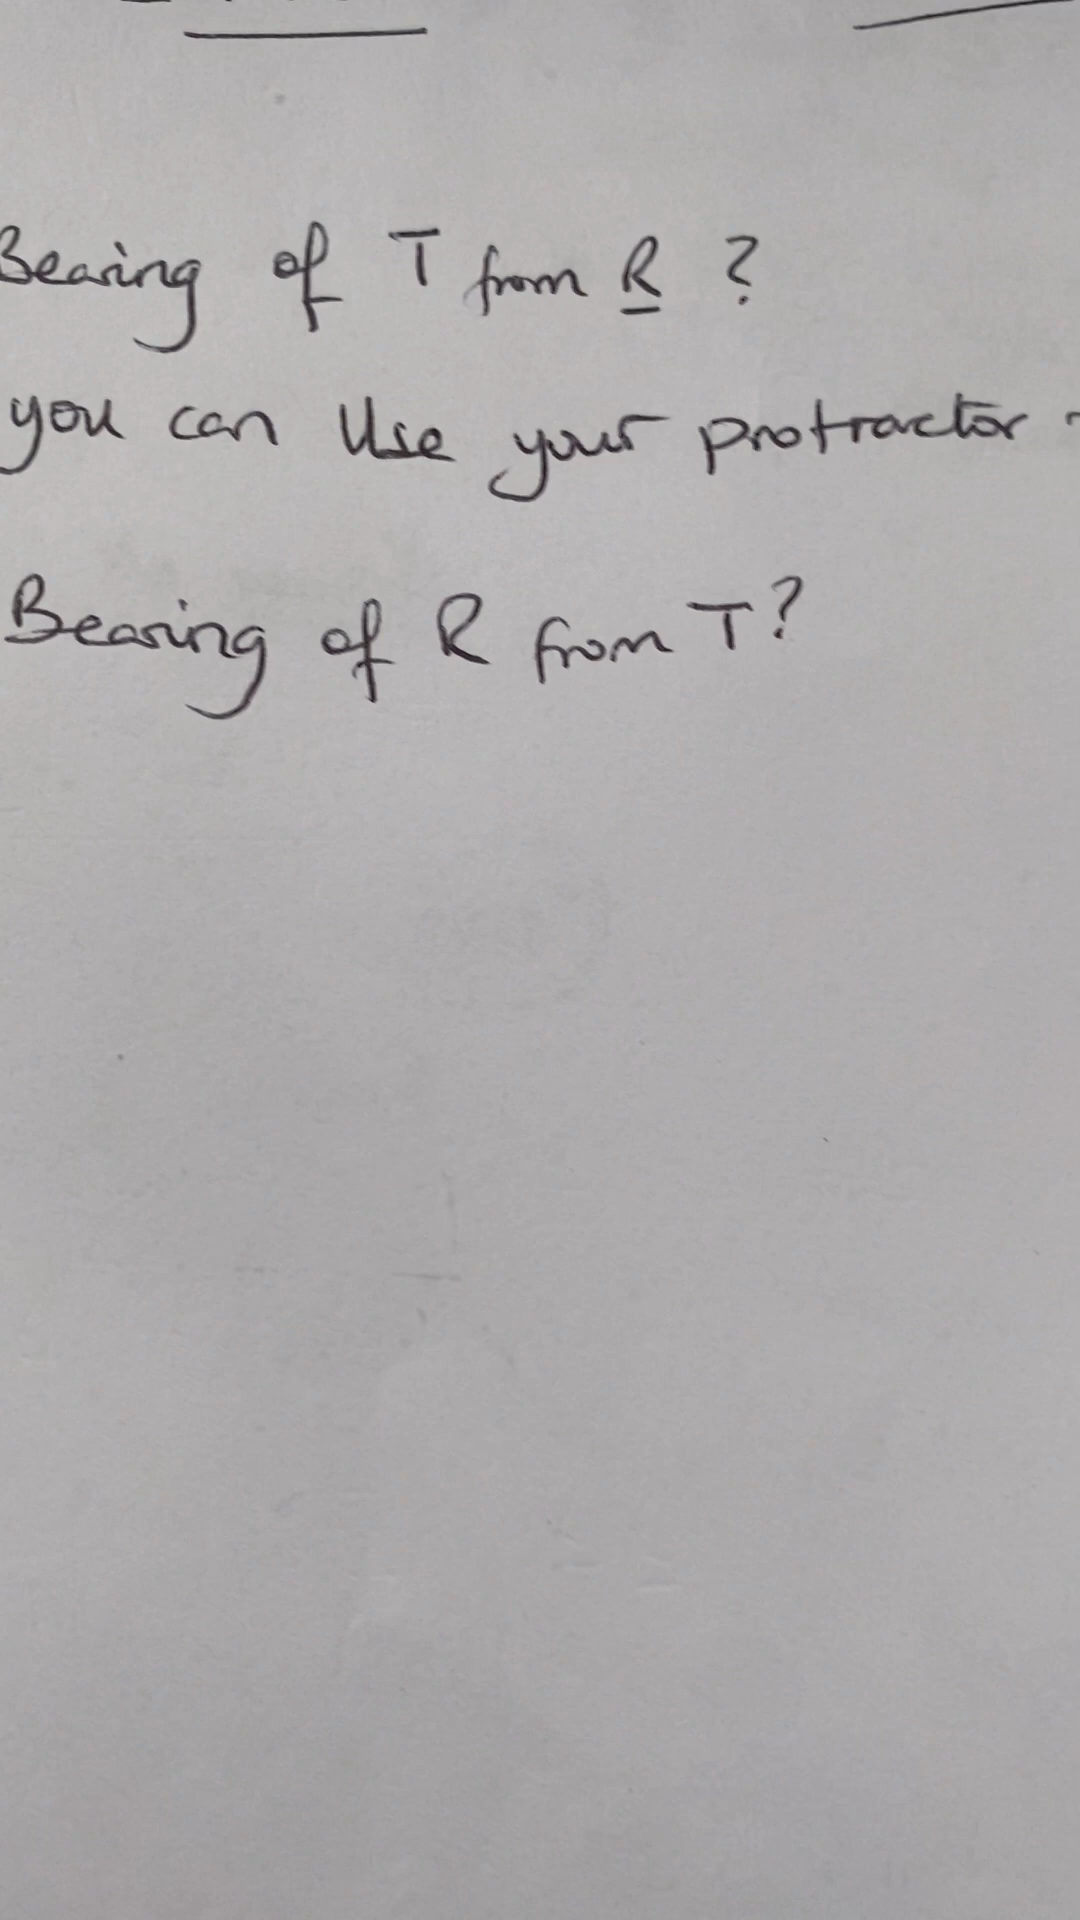 Bearing of T from R ?
you can Use your protractor
Bearing of R from T?